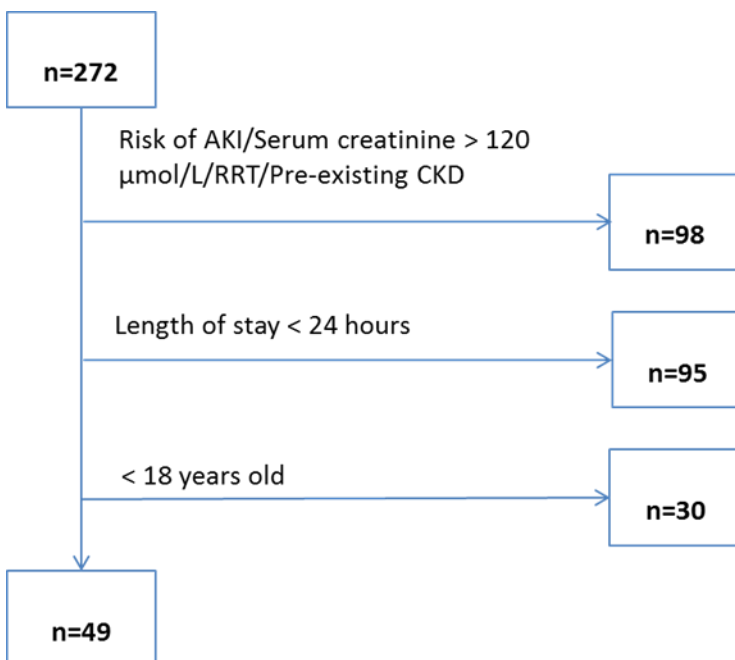 n=272
Risk of AKI/Serum creatinine > 120
μmol/L/RRT/Pre-existing CKD
n=98
Length of stay < 24 hours
n=95
< 18 years old
n=30
n=49